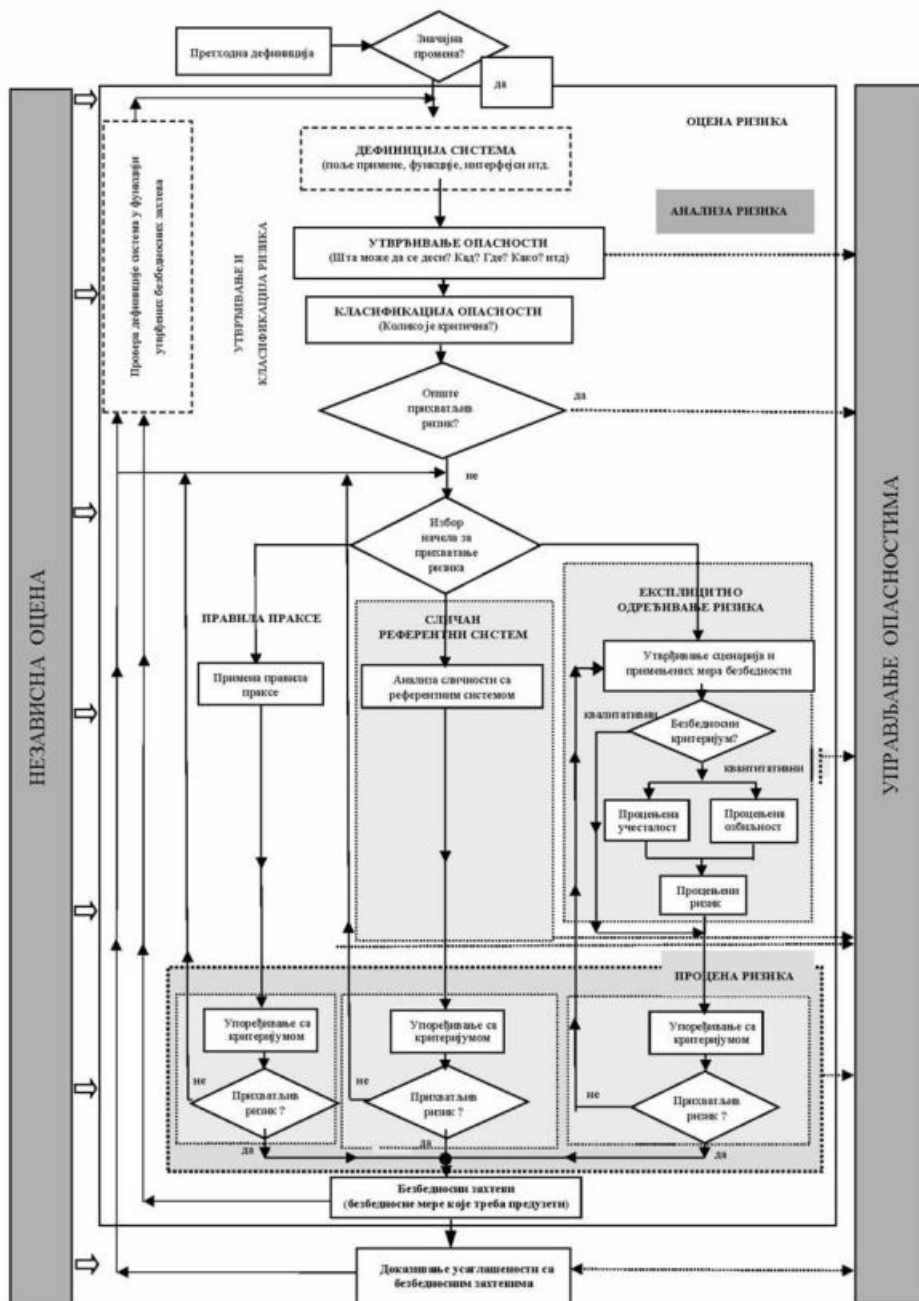 Претходна дефиниција
Значајна
промена?
да
ОЦЕНА РИЗИКА
ДЕФИНИЦИЈА СИСТЕМА
(поље примене, функције, интерфејси итд.
АНАЛИЗА РИЗИКА
Провера дефиниције система у функцији
утврђених безбедносних захтева
УТВРЂИВАЊЕ И
КЛАСИФИКАЦИЈА РИЗИКА
УТВРЂИВАЊЕ ОПАСНОСТИ
(Шта може да се деси? Кад? Где? Како? итд)
КЛАСИФИКАЦИЈА ОПАСНОСТИ
(Колико је критична?)
Опште
прихватљив
ризик?
да
не
Избор
начела за
прихватање
ризика
НЕЗАВИСНА ОЦЕНА
УПРАВЉАЊЕ ОПАСНОСТИМА
ПРАВИЛА ПРАКСЕ
Примена правила
праксе
СЛИЧАН
РЕФЕРЕНТНИ СИСТЕМ
Анализа сличности са
референтним системом
ЕКСПЛИЦИТНО
ОДРЕЂИВАЊЕ РИЗИКА
Утврђивање сценарија и
примењених мера безбедности
квалитативни
Безбедносни
критеријум?
квантитативни
Процењена
учесталост
Процењена
озбиљност
Процењени
ризик
ПРОЦЕНА РИЗИКА
Упоређивање са
критеријумом
не
Прихватљив
ризик ?
да
Упоређивање са
критеријумом
не
Прихватљив
ризик ?
да
Упоређивање са
критеријумом
не
Прихватљив
ризик ?
да
Безбедносни захтеви
(безбедносне мере које треба предузети)
Доказивање усаглашености са
безбедносним захтевима